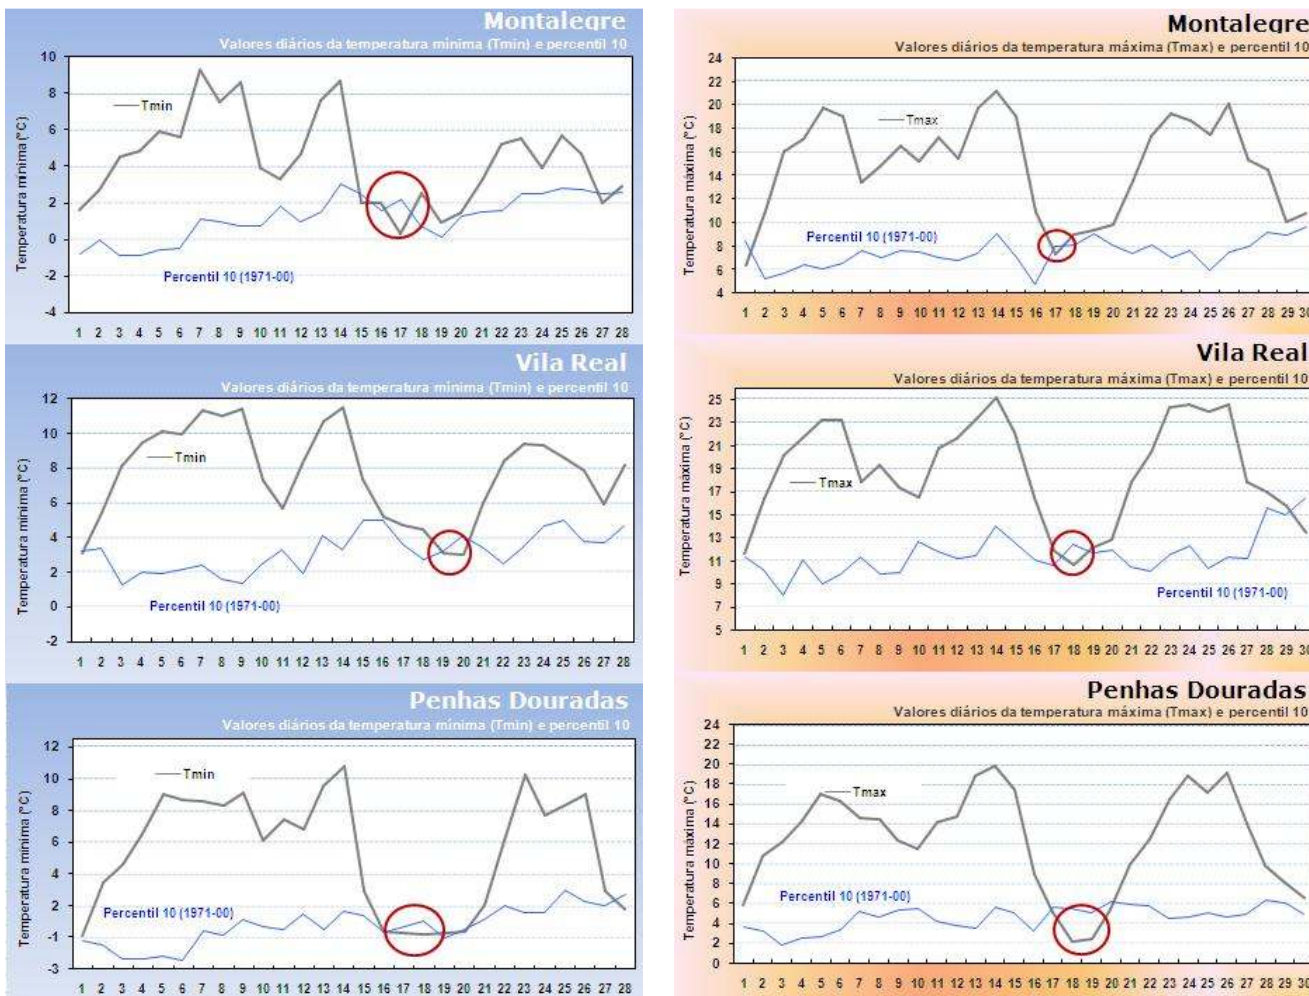 Montalegre
Valores diários da temperatura mínima (Tmin) e percentil 10
Temperatura mínima (°C)
10
8
6
4
2
0
-2
-4
Tmin
Percentil 10 (1971-00)
1 2 3 4 5 6 7 8 9 10 11 12 13 14 15 16 17 18 19 20 21 22 23 24 25 26 27 28
Montalegre
Valores diários da temperatura máxima (Tmax) e percentil 10
Temperatura máxima (°C)
24
22
20
18
16
14
12
10
8
6
4
Tmax
Percentil 10 (1971-00)
1 2 3 4 5 6 7 8 9 10 11 12 13 14 15 16 17 18 19 20 21 22 23 24 25 26 27 28 29 30
Vila Real
Valores diários da temperatura mínima (Tmin) e percentil 10
Temperatura mínima (°C)
12
10
8
6
4
2
0
-2
Tmin
Percentil 10 (1971-00)
1 2 3 4 5 6 7 8 9 10 11 12 13 14 15 16 17 18 19 20 21 22 23 24 25 26 27 28
Vila Real
Valores diários da temperatura máxima (Tmax) e percentil 10
Temperatura máxima (°C)
25
23
21
19
17
15
13
11
9
7
5
Tmax
Percentil 10 (1971-00)
1 2 3 4 5 6 7 8 9 10 11 12 13 14 15 16 17 18 19 20 21 22 23 24 25 26 27 28 29 30
Penhas Douradas
Valores diários da temperatura mínima (Tmin) e percentil 10
Temperatura mínima (°C)
12
10
8
6
4
2
-1
-3
Tmin
Percentil 10 (1971-00)
1 2 3 4 5 6 7 8 9 10 11 12 13 14 15 16 17 18 19 20 21 22 23 24 25 26 27 28
Penhas Douradas
Valores diários da temperatura máxima (Tmax) e percentil 10
Temperatura máxima (°C)
24
22
20
18
16
14
12
10
8
6
4
2
0
Tmax
Percentil 10 (1971-00)
1 2 3 4 5 6 7 8 9 10 11 12 13 14 15 16 17 18 19 20 21 22 23 24 25 26 27 28 29 30